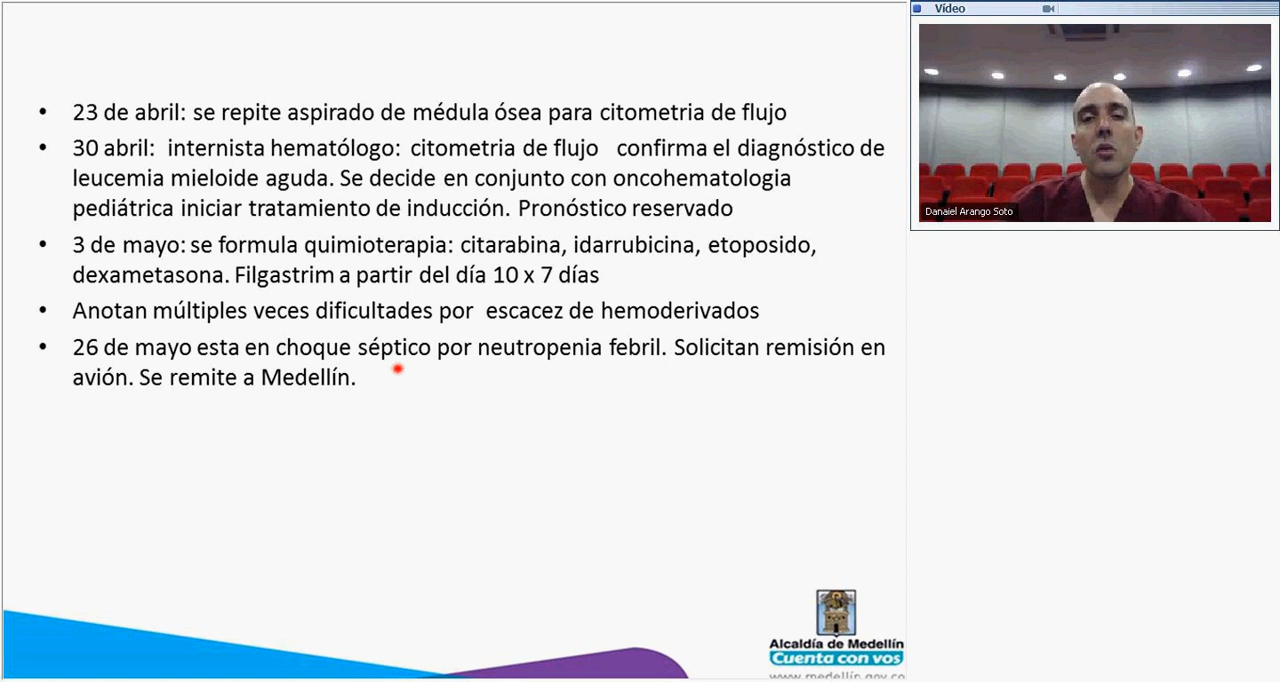 • 23 de abril: se repite aspirado de médula ósea para citometria de flujo
• 30 abril: internista hematólogo: citometria de flujo confirma el diagnóstico de
leucemia mieloide aguda. Se decide en conjunto con oncohematologia
pediátrica iniciar tratamiento de inducción. Pronóstico reservado
• 3 de mayo: se formula quimioterapia: citarabina, idarrubicina, etoposido,
dexametasona. Filgastrim a partir del día 10 x 7 días
• Anotan múltiples veces dificultades por escacez de hemoderivados
• 26 de mayo esta en choque séptico por neutropenia febril. Solicitan remisión en
avión. Se remite a Medellín.
Alcaldía de Medellín
Cuenta con vos
www.medellin.gov.co
Vídeo
Danaiel Arango Soto